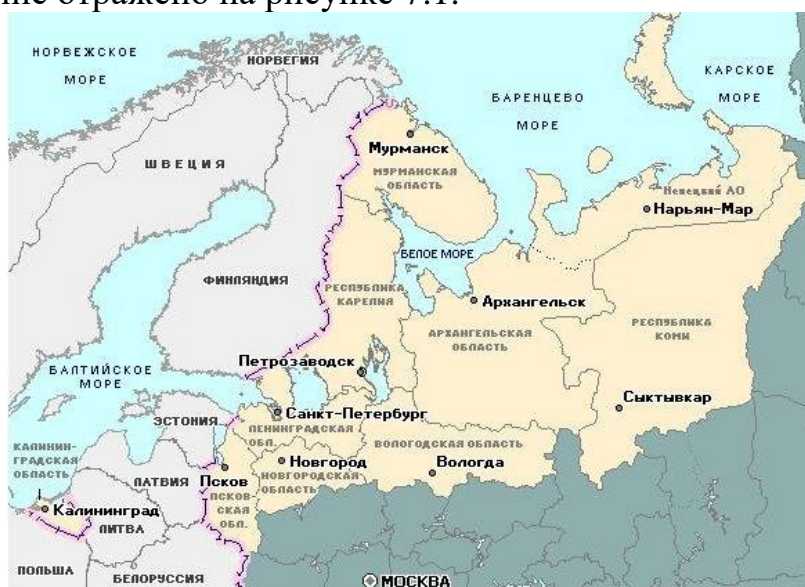 ние отражено на рисунке 7.1.
НОРВЕЖСКОЕ
МОРЕ
НОРВЕГИЯ
БАРЕНЦЕВО
МОРЕ
КАРСКОЕ
МОРЕ
ШВЕЦИЯ
Мурманск
МУРМАНСКАЯ
ОБЛАСТЬ
Ненецкий АО
Нарьян-Мар
БЕЛОЕ МОРЕ
ФИНЛЯНДИЯ
РЕСПУБЛИКА
КАРЕЛИЯ
Архангельск
АРХАНГЕЛЬСКАЯ
ОБЛАСТЬ
РЕСПУБЛИКА
КОМИ
Петрозаводск
БАЛТИЙСКОЕ
МОРЕ
Сыктывкар
ЭСТОНИЯ
Санкт-Петербург
ЛЕНИНГРАДСКАЯ
ОБЛ.
КАЛИНИН-
ГРАДСКАЯ
ОБЛАСТЬ
ВОЛОГОДСКАЯ ОБЛАСТЬ
Новгород
НОВГОРОДСКАЯ
ОБЛАСТЬ
Вологда
ЛАТВИЯ
Псков
ПСКОВ
СКАЯ
ОБЛ.
Калининград
ЛИТВА
ПОЛЬША
БЕЛОРУССИЯ
МОСКВА